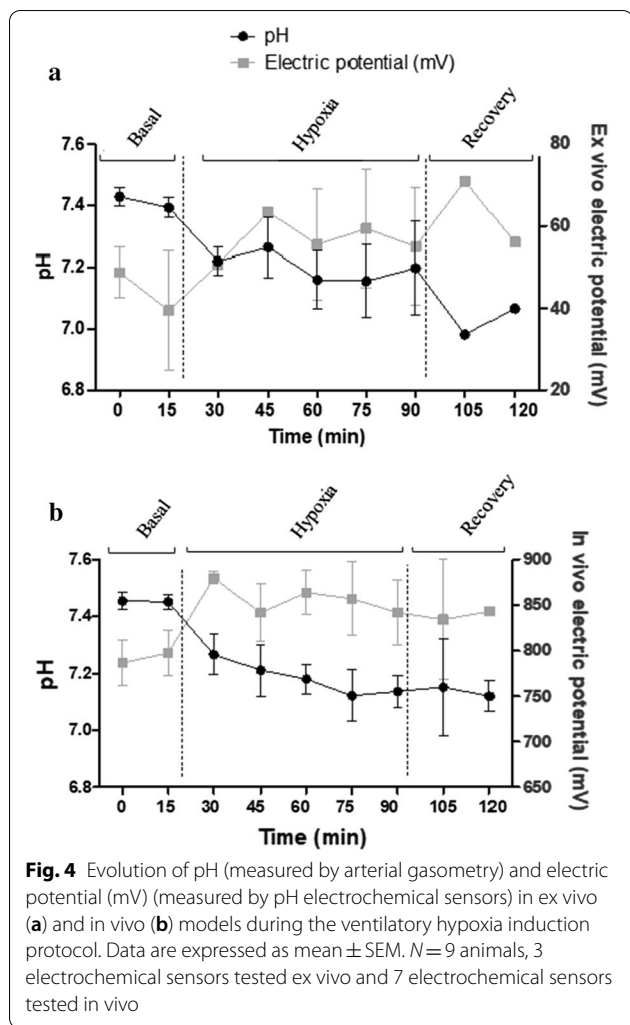 pH
Electric potential (mV)
a
Basal
Hypoxia
Recovery
7.6
7.4
7.2
7.0
6.8
pH
80
60
40
20
Ex vivo electric potential
(mV)
0 15 30 45 60 75 90 105 120
Time (min)
b
Basal
Hypoxia
Recovery
7.6
7.4
7.2
7.0
6.8
pH
900
850
800
750
700
650
In vivo electric
potential (mV)
0 15 30 45 60 75 90 105 120
Time (min)
Fig. 4 Evolution of pH (measured by arterial gasometry) and electric
potential (mV) (measured by pH electrochemical sensors) in ex vivo
(a) and in vivo (b) models during the ventilatory hypoxia induction
protocol. Data are expressed as mean ± SEM. N = 9 animals, 3
electrochemical sensors tested ex vivo and 7 electrochemical sensors
tested in vivo